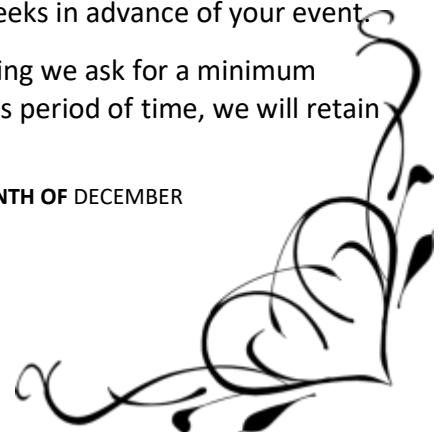 eeks in advance of your event.
ing we ask for a minimum
s period of time, we will retain
NTH OF DECEMBER